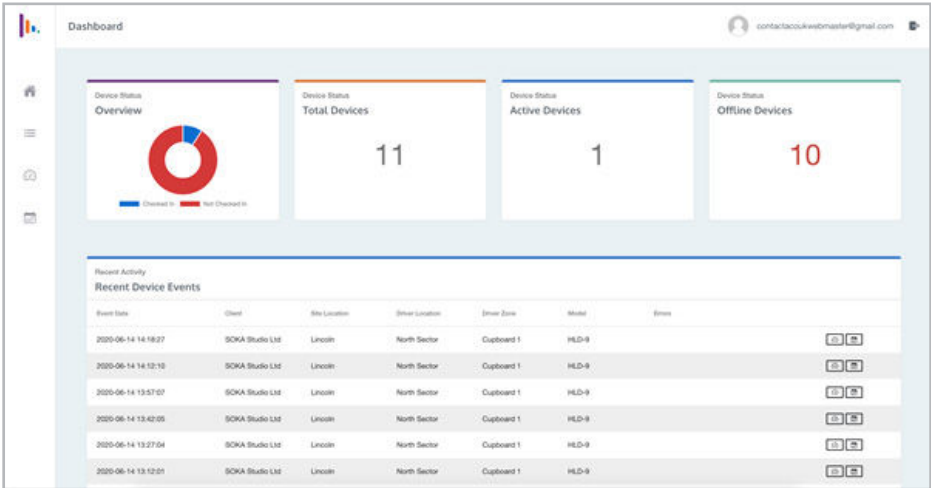 Dashboard
contactacoukwebmaster@gmail.com
Device Status
Overview
Checked In
Not Checked In
Device Status
Total Devices
11
Device Status
Active Devices
1
Device Status
Offline Devices
10
Recent Activity
Recent Device Events
Event Date Client Site Location Driver Location Driver Zone Model Errors
2020-06-14 14:18:27 SOKA Studio Ltd Lincoln North Sector Cupboard 1 HLD-9
2020-06-14 14:12:10 SOKA Studio Ltd Lincoln North Sector Cupboard 1 HLD-9
2020-06-14 13:57:07 SOKA Studio Ltd Lincoln North Sector Cupboard 1 HLD-9
2020-06-14 13:42:05 SOKA Studio Ltd Lincoln North Sector Cupboard 1 HLD-9
2020-06-14 13:27:04 SOKA Studio Ltd Lincoln North Sector Cupboard 1 HLD-9
2020-06-14 13:12:01 SOKA Studio Ltd Lincoln North Sector Cupboard 1 HLD-9